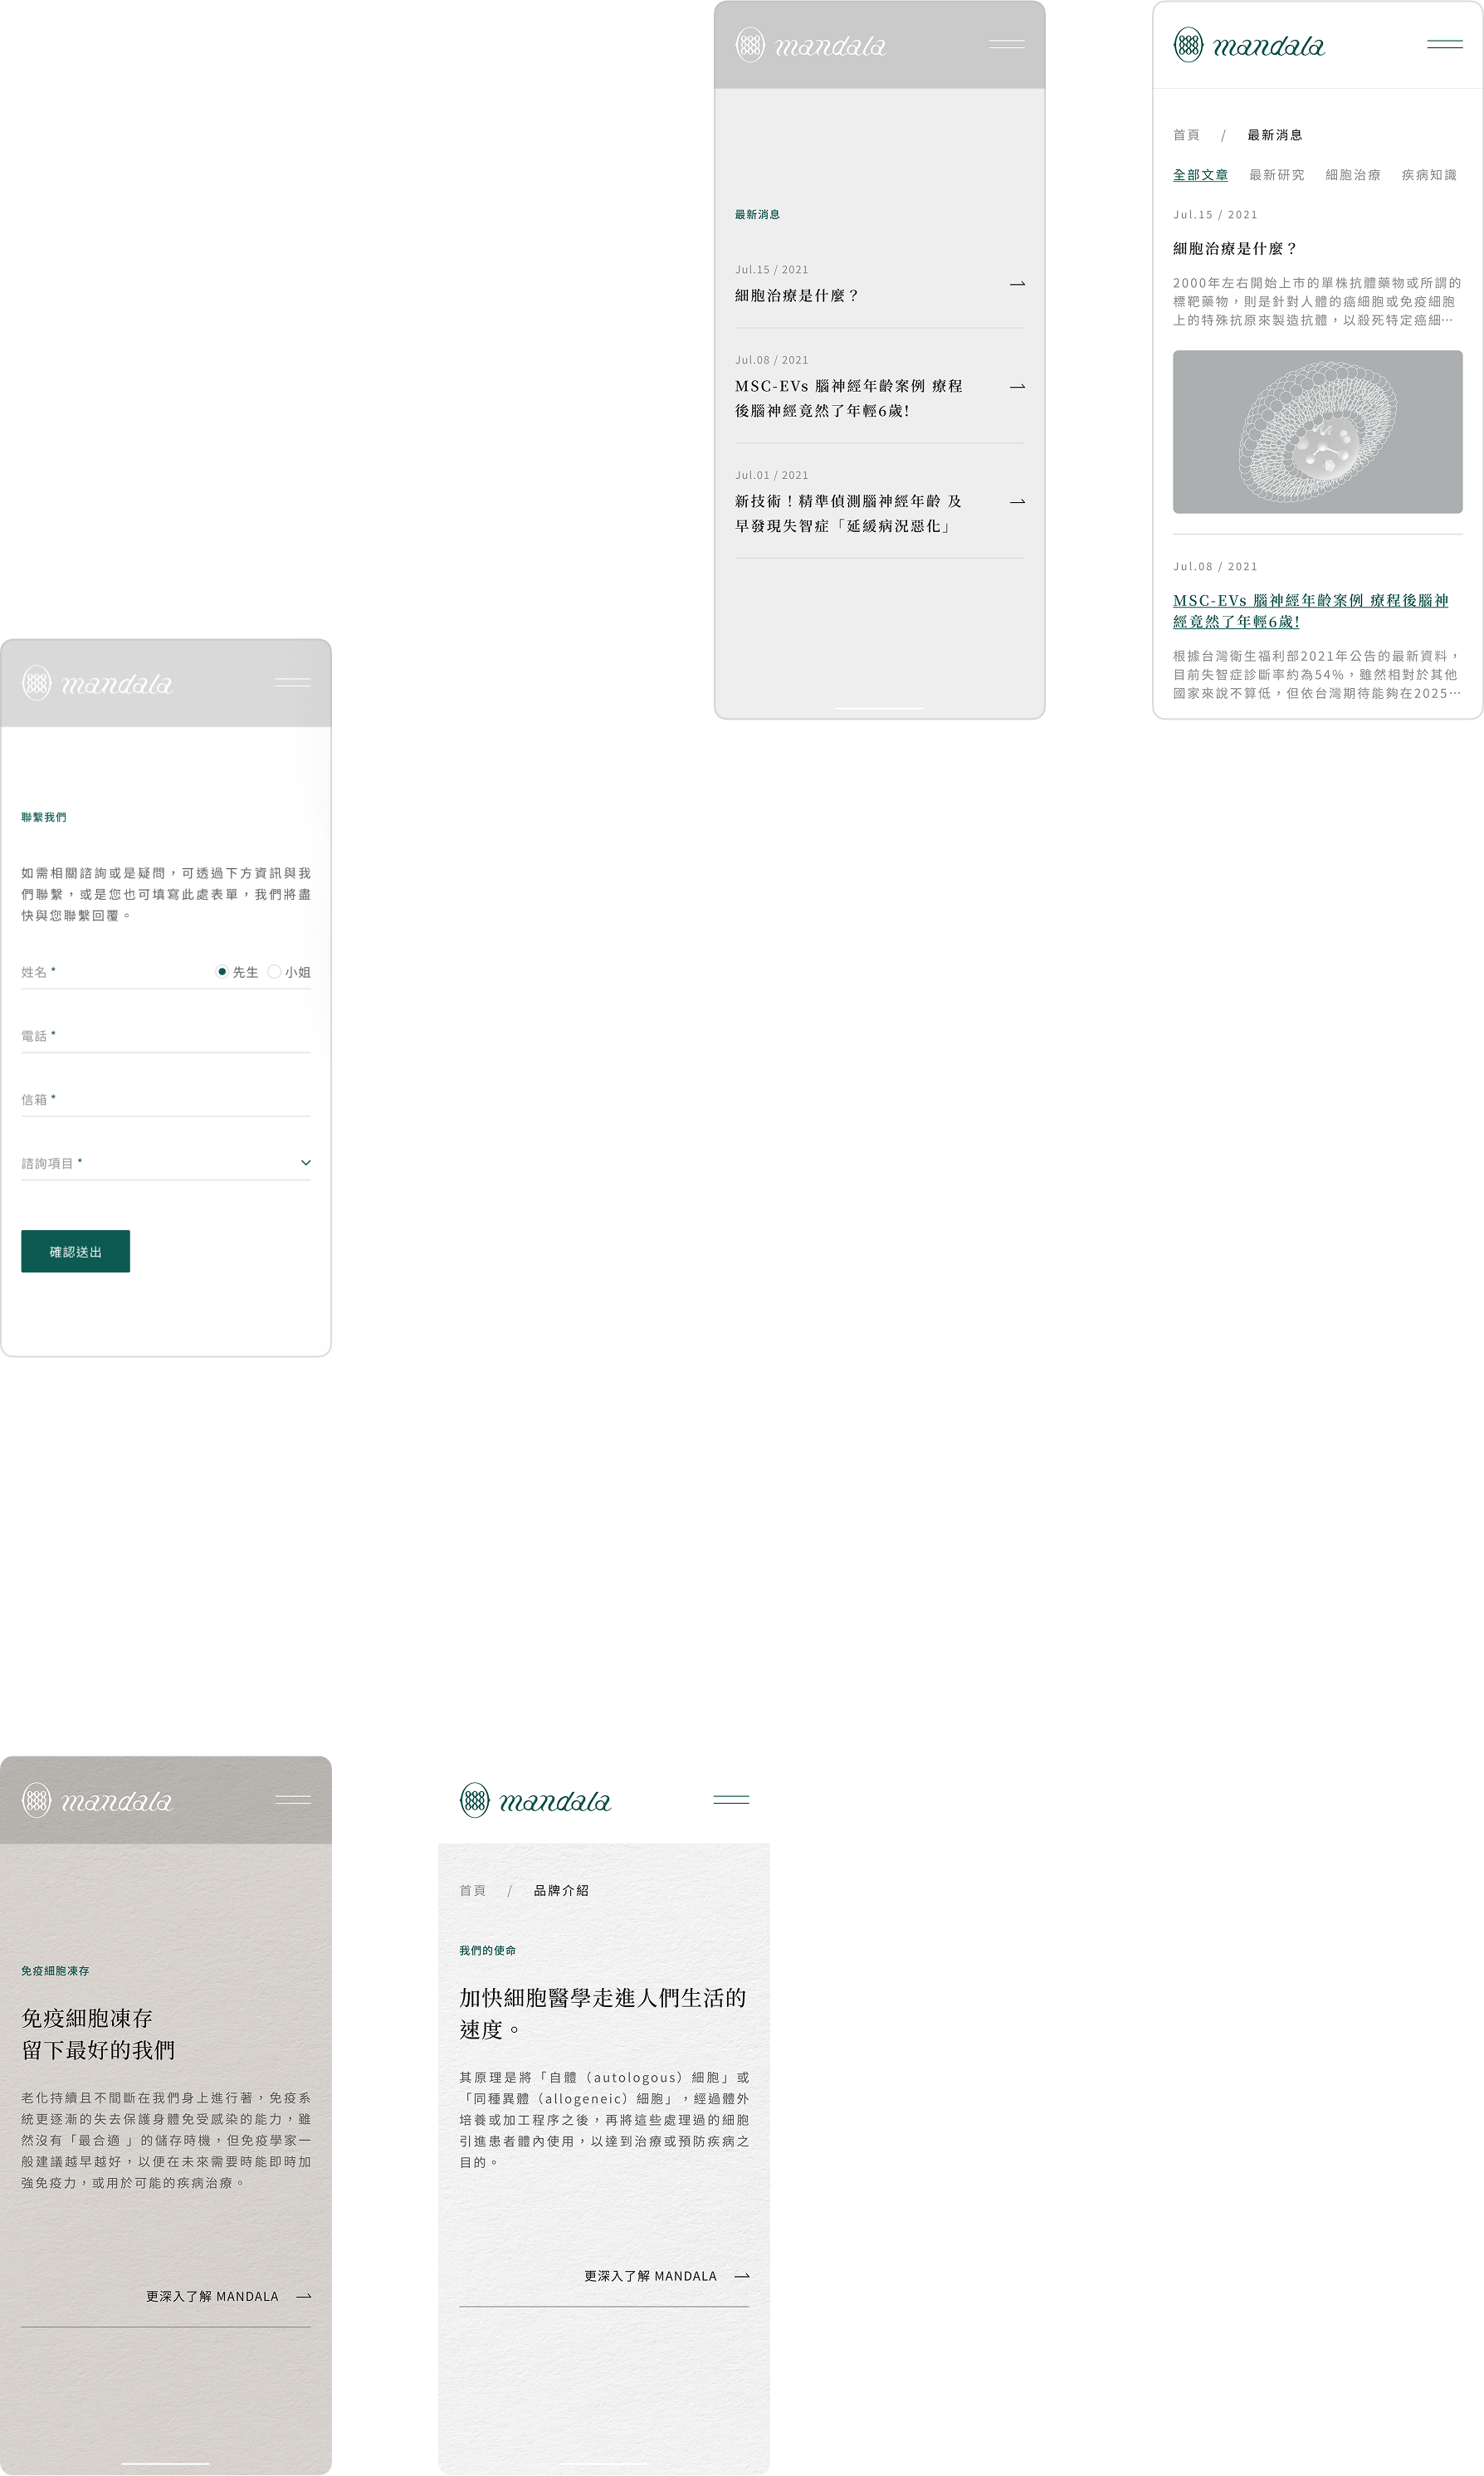 mandala
最新消息
Jul.15 / 2021
細胞治療是什麼？
Jul.08 / 2021
MSC-EVs 腦神經年齡案例 療程
後腦神經竟然了年輕6歲!
Jul.01 / 2021
新技術！精準偵測腦神經年齡 及
早發現失智症「延緩病況惡化」
mandala
首頁 / 最新消息
全部文章 最新研究 細胞治療 疾病知識
Jul.15 / 2021
細胞治療是什麼？
2000年左右開始上市的單株抗體藥物或所謂的
標靶藥物，則是針對人體的癌細胞或免疫細胞
上的特殊抗原來製造抗體，以殺死特定癌細…
Jul.08 / 2021
MSC-EVs 腦神經年齡案例 療程後腦神
經竟然了年輕6歲!
根據台灣衛生福利部2021年公告的最新資料，
目前失智症診斷率約為54%，雖然相對於其他
國家來說不算低，但依台灣期待能夠在2025…
mandala
聯繫我們
如需相關諮詢或是疑問，可透過下方資訊與我
們聯繫，或是您也可填寫此處表單，我們將盡
快與您聯繫回覆。
姓名 * 先生 小姐
電話 *
信箱 *
諮詢項目 *
確認送出
mandala
免疫細胞凍存
免疫細胞凍存
留下最好的我們
老化持續且不間斷在我們身上進行著，免疫系
統更逐漸的失去保護身體免受感染的能力，雖
然沒有「最合適 」的儲存時機，但免疫學家一
般建議越早越好，以便在未來需要時能即時加
強免疫力，或用於可能的疾病治療。
更深入了解 MANDALA
mandala
首頁 / 品牌介紹
我們的使命
加快細胞醫學走進人們生活的
速度。
其原理是將「自體（autologous）細胞」或
「同種異體（allogeneic）細胞」，經過體外
培養或加工程序之後，再將這些處理過的細胞
引進患者體內使用，以達到治療或預防疾病之
目的。
更深入了解 MANDALA